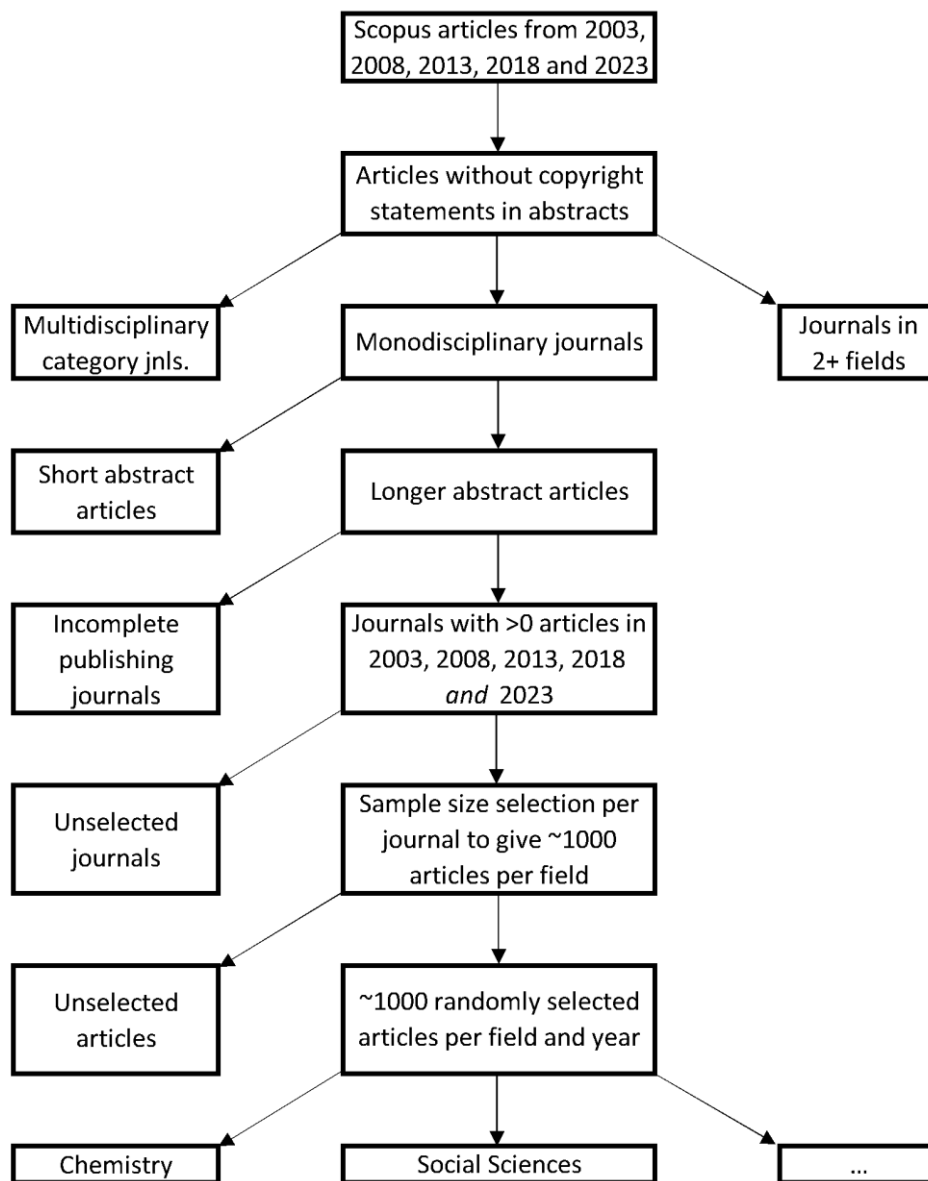 Scopus articles from 2003,
2008, 2013, 2018 and 2023
Articles without copyright
statements in abstracts
Multidisciplinary
category jnls.
Monodisciplinary journals
Journals in
2+ fields
Short abstract
articles
Longer abstract articles
Incomplete
publishing
journals
Journals with >0 articles in
2003, 2008, 2013, 2018
and 2023
Unselected
journals
Sample size selection per
journal to give ~1000
articles per field
Unselected
articles
~1000 randomly selected
articles per field and year
Chemistry
Social Sciences
...